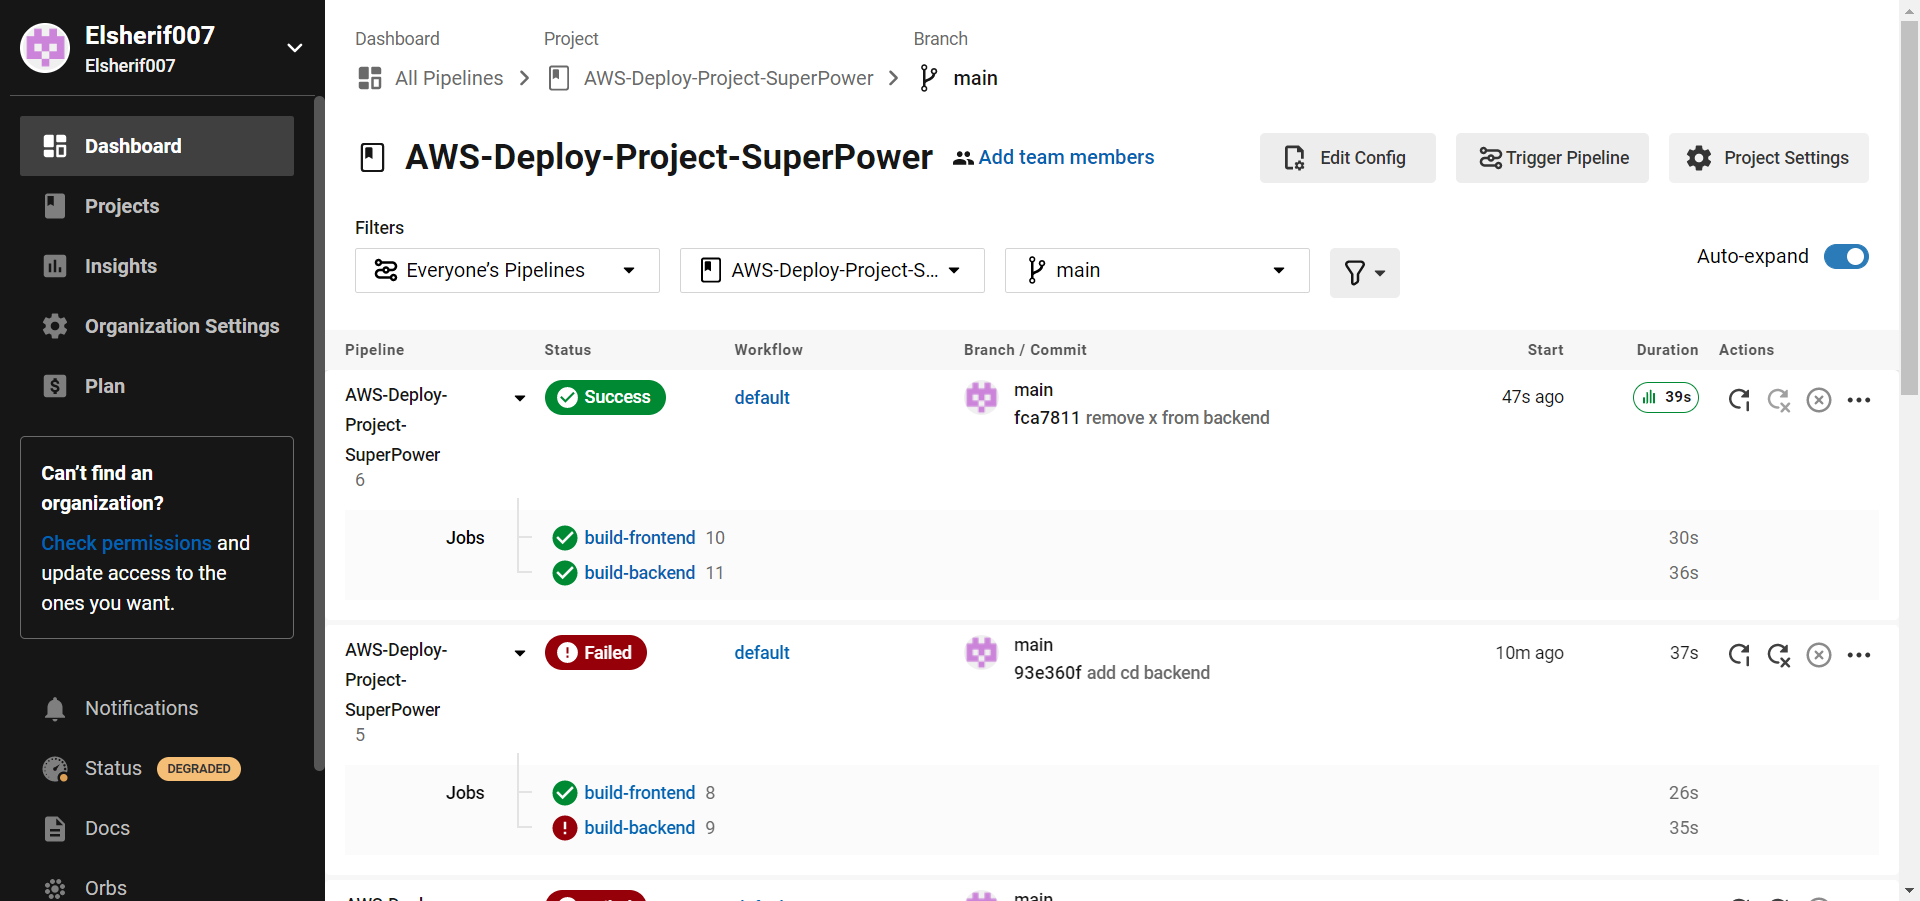 Elsherif007
Elsherif007
Dashboard
Projects
Insights
Organization Settings
Plan
Can’t find an
organization?
Check permissions and
update access to the
ones you want.
Notifications
Status DEGRADED
Docs
Orbs
Dashboard Project Branch
All Pipelines AWS-Deploy-Project-SuperPower main
AWS-Deploy-Project-SuperPower Add team members Edit Config Trigger Pipeline Project Settings
Filters
Everyone’s Pipelines AWS-Deploy-Project-S... main Auto-expand
Pipeline Status Workflow Branch / Commit Start Duration Actions
AWS-Deploy-
Project-
SuperPower
6
Success default
main
fca7811 remove x from backend
47s ago 39s
Jobs build-frontend 10 30s
build-backend 11 36s
AWS-Deploy-
Project-
SuperPower
5
Failed default
main
93e360f add cd backend
10m ago 37s
Jobs build-frontend 8 26s
build-backend 9 35s
main